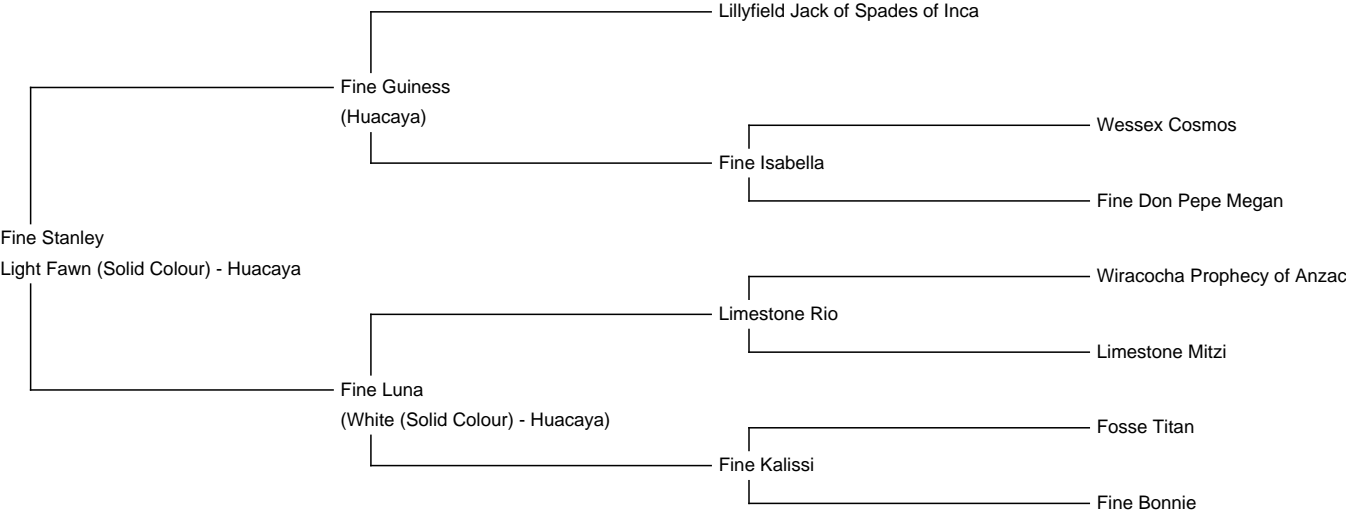 Lillyfield Jack of Spades of Inca
Fine Guiness
(Huacaya)
Wessex Cosmos
Fine Isabella
Fine Don Pepe Megan
Fine Stanley
Light Fawn (Solid Colour) - Huacaya
Wiracocha Prophecy of Anzac
Limestone Rio
Limestone Mitzi
Fine Luna
(White (Solid Colour) - Huacaya)
Fosse Titan
Fine Kalissi
Fine Bonnie